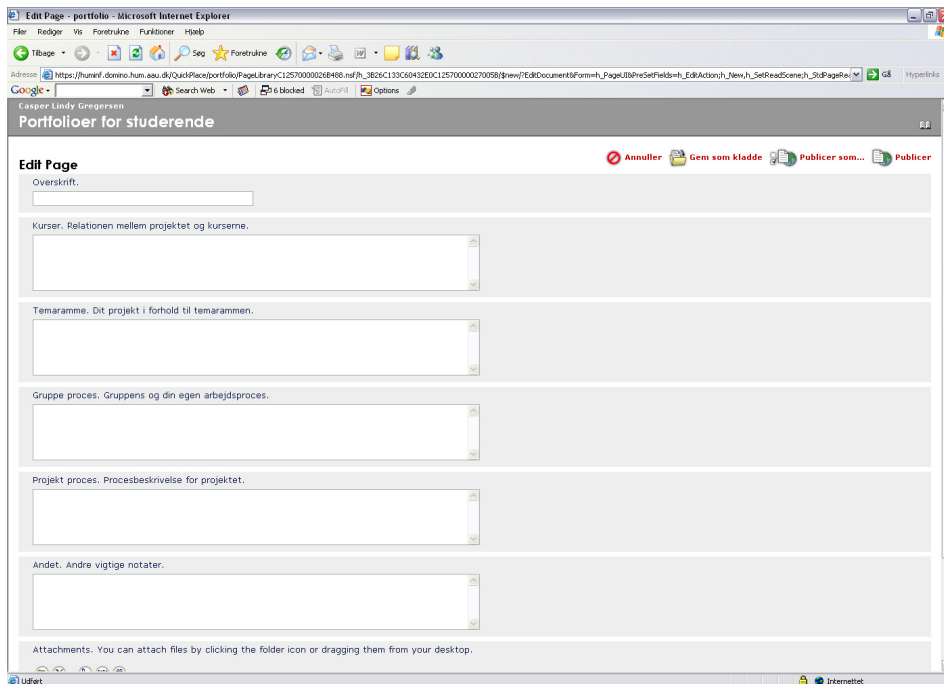 Edit Page - portfolio - Microsoft Internet Explorer
Filer Rediger Vis Foretrukne Funktioner Hjælp
Tilbage Søg Foretrukne
Adresse https://huminf.domino.hum.aau.dk/QuickPlace/portfolio/PageLibraryC12570000026B486.nsf/h_3B26C133C60432E0C12570000027005B/$new/?EditDocument&Form=h_PageUI&PreSetFields=h_EditAction;h_New,h_SetReadScene;h_StdPageRe Gå Hyperlinks
Google Search Web 6 blocked AutoFill Options
Casper Lindy Gregersen
Portfolioer for studerende
Annuller Gem som kladde Publicer som... Publicer
Edit Page
Overskrift.
Kurser. Relationen mellem projektet og kurserne.
Temaramme. Dit projekt i forhold til temarammen.
Gruppe proces. Gruppens og din egen arbejdsproces.
Projekt proces. Procesbeskrivelse for projektet.
Andet. Andre vigtige notater.
Attachments. You can attach files by clicking the folder icon or dragging them from your desktop.
Udført Internettet